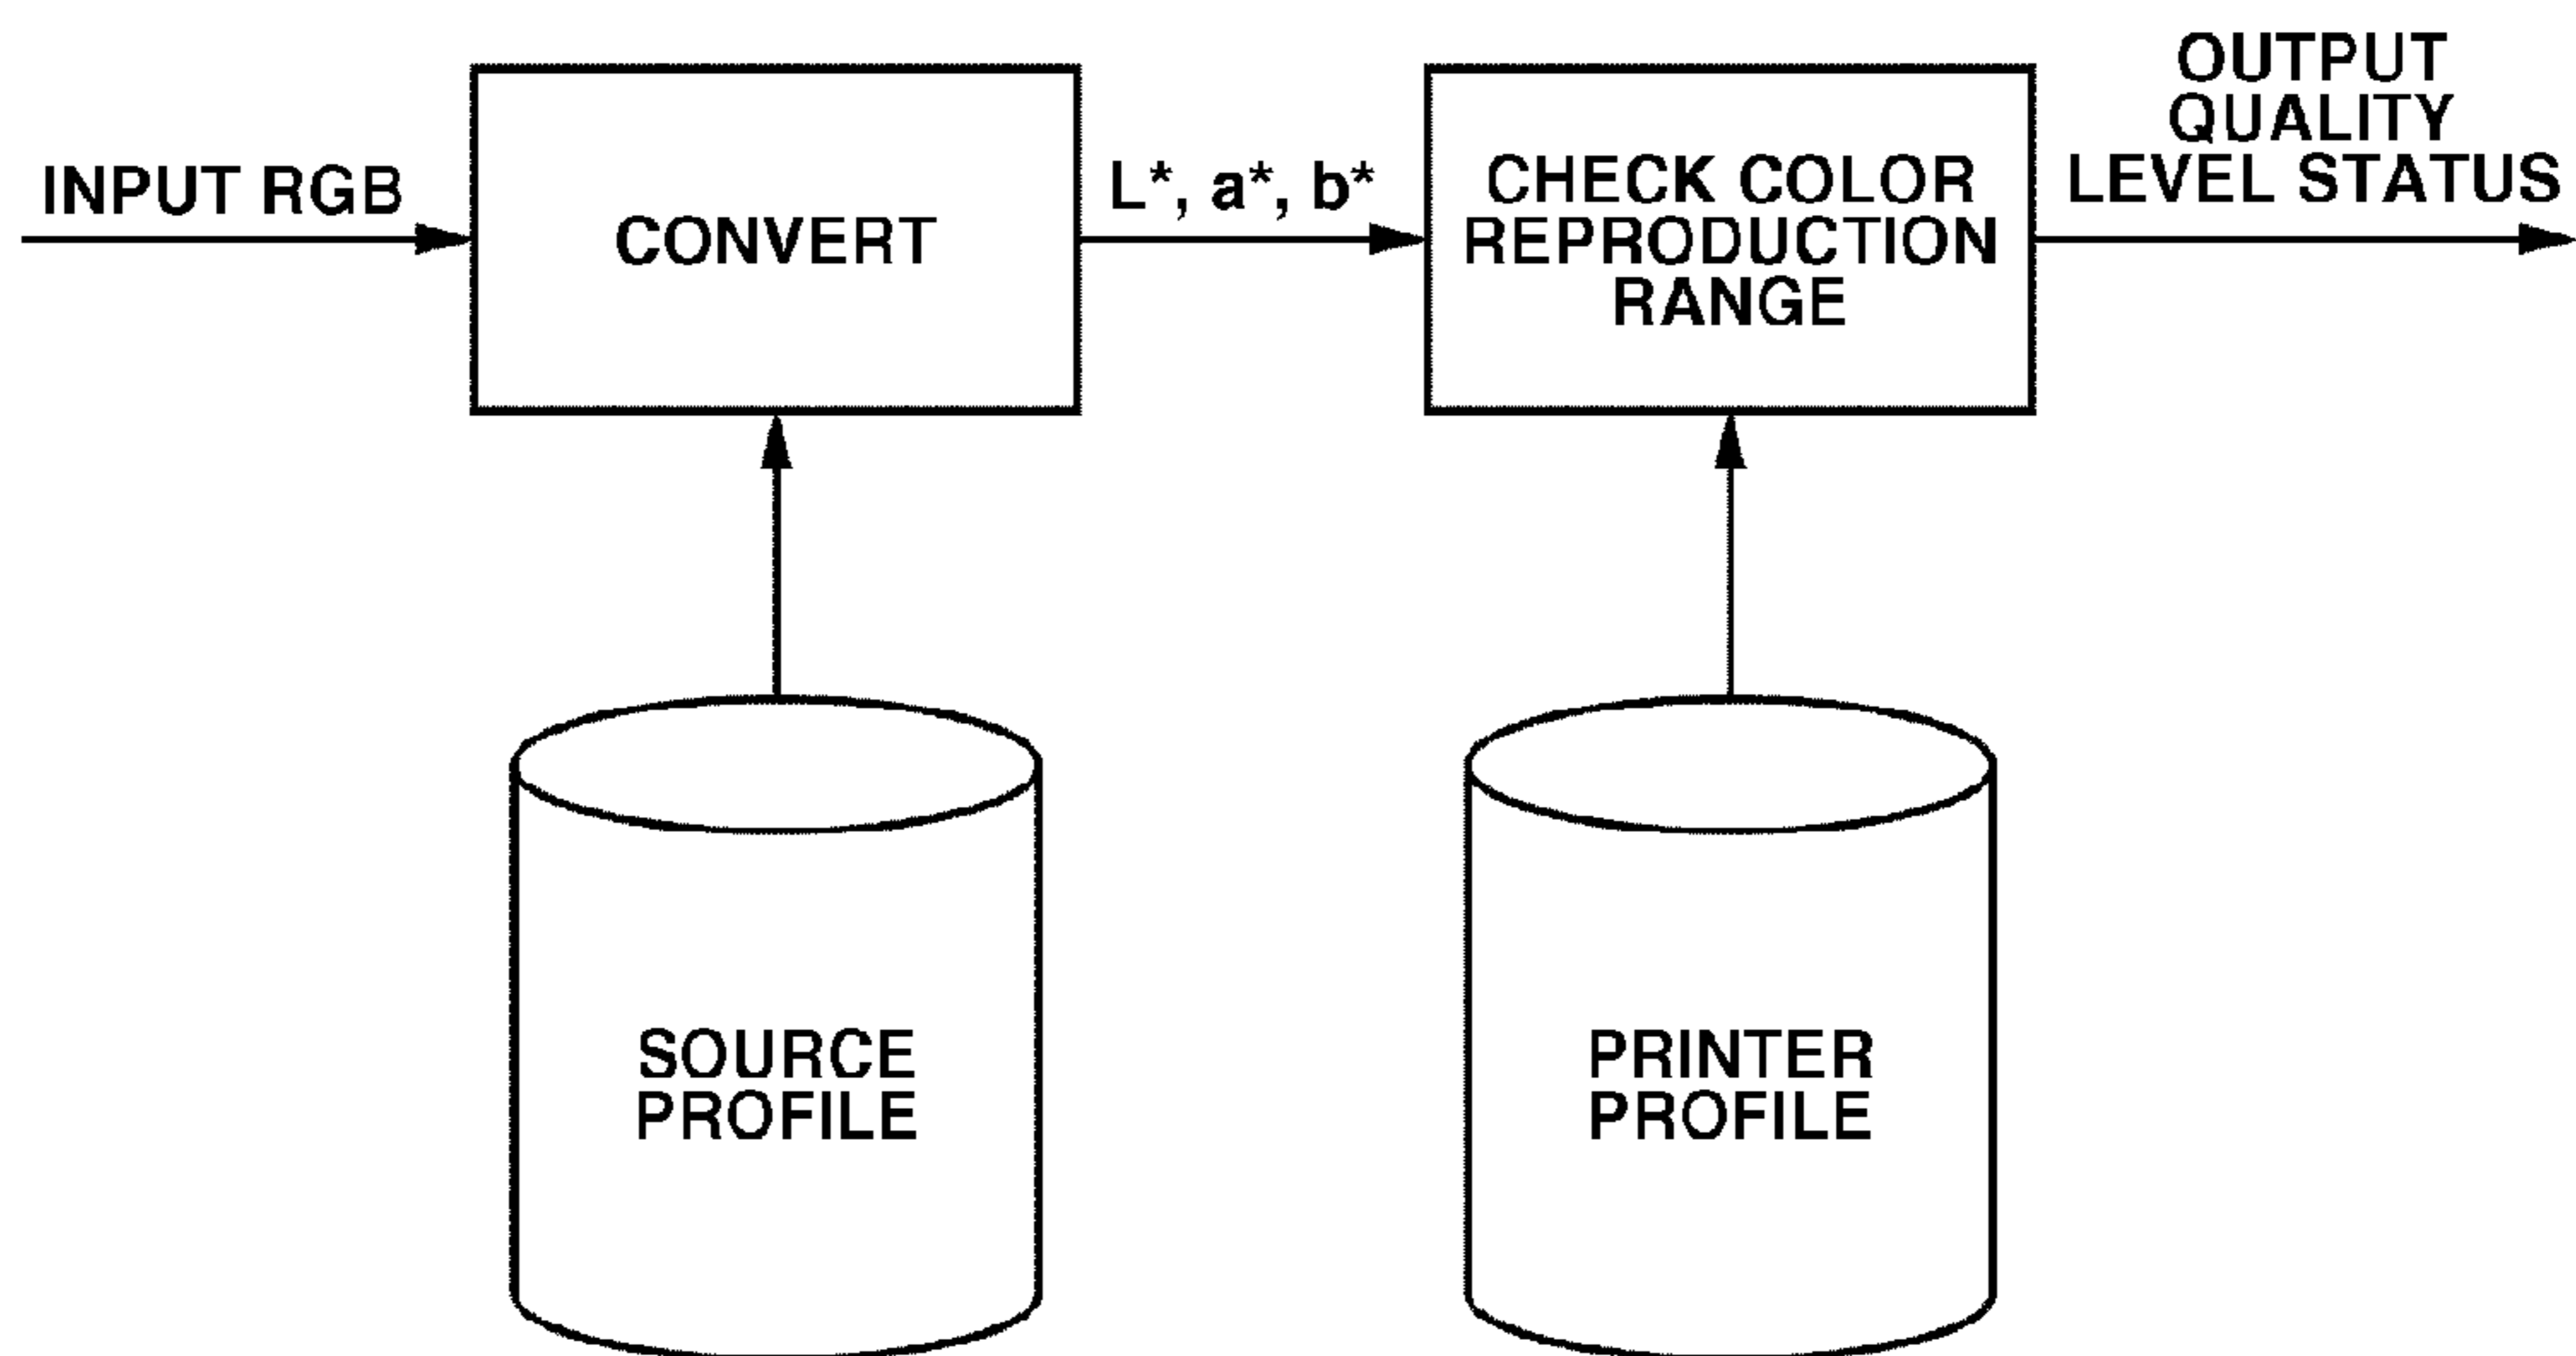 INPUT RGB
CONVERT
L*, a*, b*
CHECK COLOR
REPRODUCTION
RANGE
OUTPUT
QUALITY
LEVEL STATUS
SOURCE
PROFILE
PRINTER
PROFILE